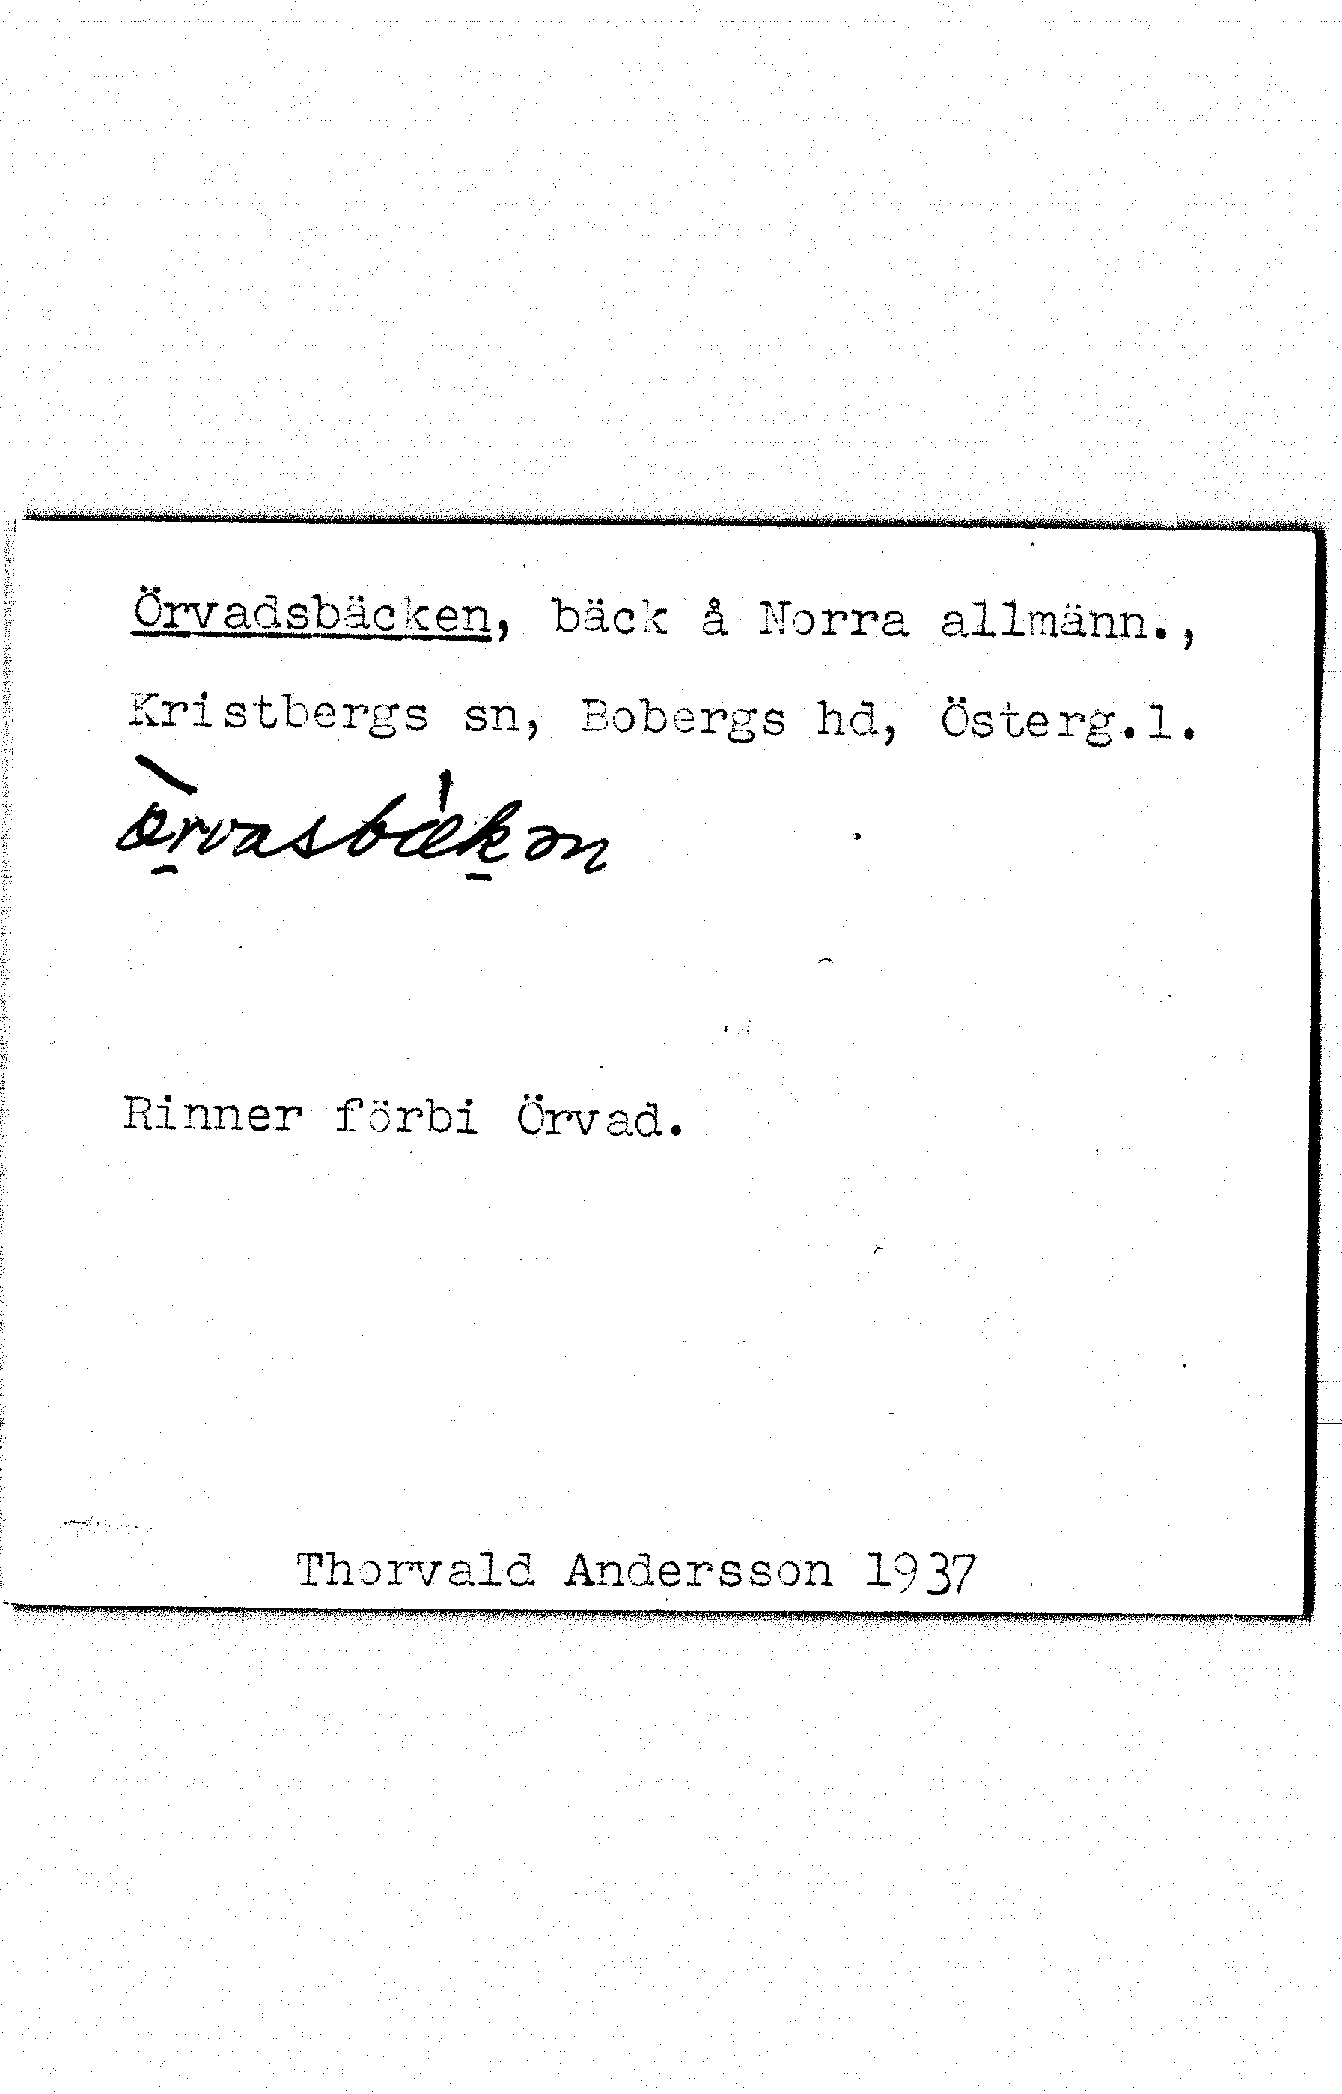 Örvadsbäcken, bäck å Norra allmänn.,
Kristbergs sn, Bobergs hd, Österg.l.
Rinner förbi Örvad.
Thorvald Andersson 1937